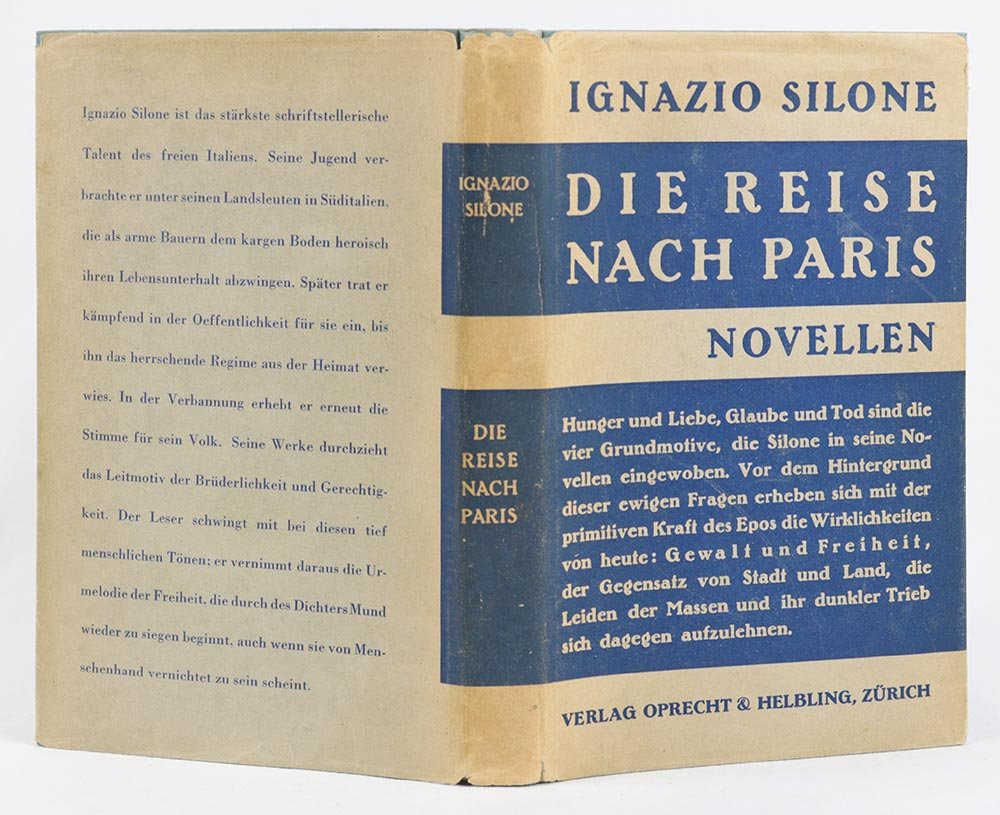 Ignazio Silone ist das stärkste schriftstellerische
Talent des freien Italiens. Seine Jugend ver-
brachte er unter seinen Landsleuten in Süditalien,
die als arme Bauern dem kargen Boden heroisch
ihren Lebensunterhalt abzwingen. Später trat er
kämpfend in der Oeffentlichkeit für sie ein, bis
ihn das herrschende Regime aus der Heimat ver-
wies. In der Verbannung erhebt er erneut die
Stimme für sein Volk. Seine Werke durchzieht
das Leitmotiv der Brüderlichkeit und Gerechtig-
keit. Der Leser schwingt mit bei diesen tief
menschlichen Tönen; er vernimmt daraus die Ur-
melodie der Freiheit, die durch des Dichters Mund
wieder zu siegen beginnt, auch wenn sie von Men-
schenhand vernichtet zu sein scheint.
IGNAZIO
SILONE
DIE
REISE
NACH
PARIS
IGNAZIO SILONE
DIE REISE
NACH PARIS
NOVELLEN
Hunger und Liebe, Glaube und Tod sind die
vier Grundmotive, die Silone in seine No-
vellen eingewoben. Vor dem Hintergrund
dieser ewigen Fragen erheben sich mit der
primitiven Kraft des Epos die Wirklichkeiten
von heute: Gewalt und Freiheit,
der Gegensatz von Stadt und Land, die
Leiden der Massen und ihr dunkler Trieb
sich dagegen aufzulehnen.
VERLAG OPRECHT & HELBLING, ZÜRICH